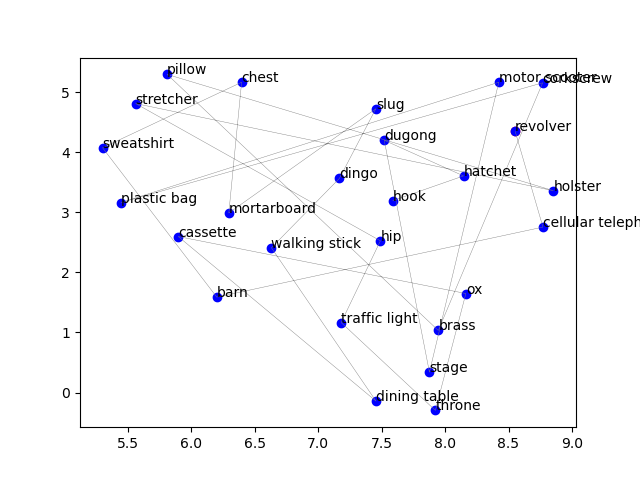 pillow
chest
motor scooter
corkscrew
stretcher
slug
revolver
dugong
sweatshirt
dingo
hatchet
holster
plastic bag
hook
mortarboard
cellular teleph
cassette
walking stick
hip
barn
ox
traffic light
brass
stage
dining table
throne
5
4
3
2
1
0
5.5 6.0 6.5 7.0 7.5 8.0 8.5 9.0